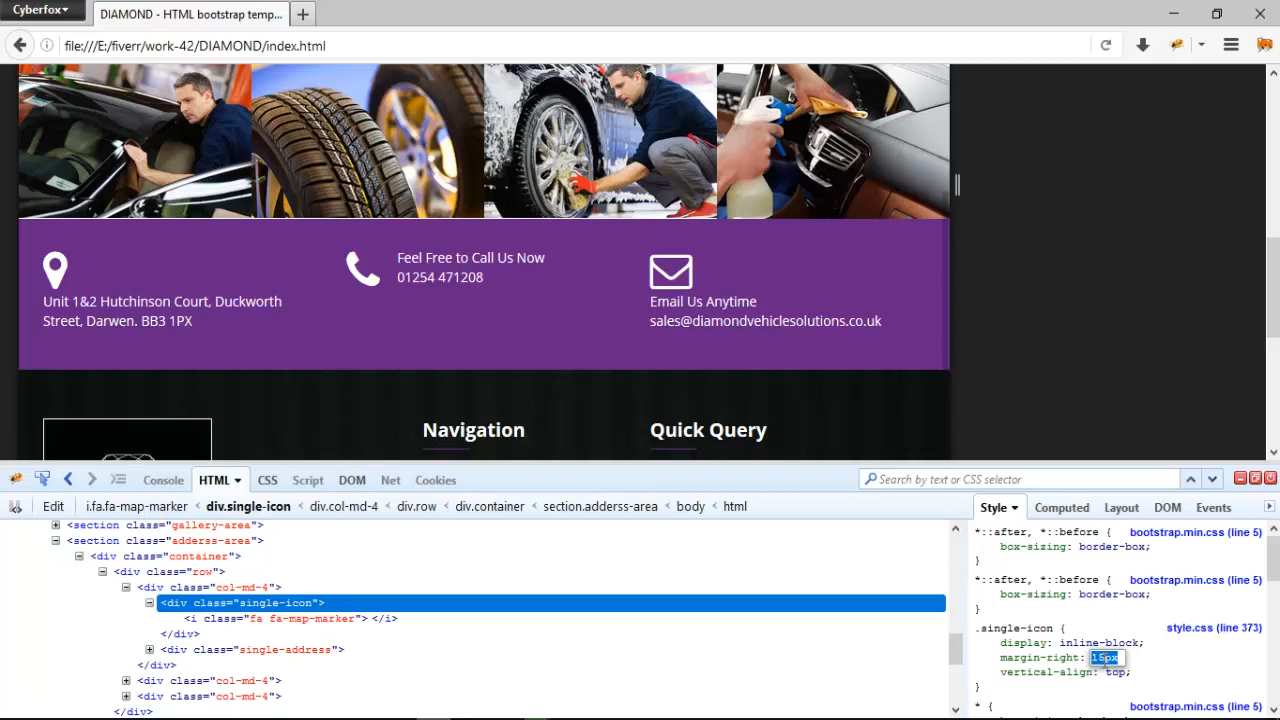 Cyberfox
DIAMOND - HTML bootstrap temp...
file:///E:/fiverr/work-42/DIAMOND/index.html
Feel Free to Call Us Now
01254 471208
Unit 1&2 Hutchinson Court, Duckworth
Street, Darwen. BB3 1PX
Email Us Anytime
sales@diamondvehiclesolutions.co.uk
Navigation
Quick Query
Console HTML CSS Script DOM Net Cookies
Search by text or CSS selector
Edit i.fa.fa-map-marker div.single-icon div.col-md-4 div.row div.container section.adderss-area body html
Style Computed Layout DOM Events
<section class="gallery-area">
<section class="adderss-area">
<div class="container">
<div class="row">
<div class="col-md-4">
<div class="single-icon">
<i class="fa fa-map-marker"> </i>
</div>
<div class="single-address">
</div>
<div class="col-md-4">
<div class="col-md-4">
</div>
*::after, *::before { bootstrap.min.css (line 5)
box-sizing: border-box;
}
*::after, *::before { bootstrap.min.css (line 5)
box-sizing: border-box;
}
.single-icon { style.css (line 373)
display: inline-block;
margin-right: 15px
vertical-align: top;
}
* { bootstrap.min.css (line 5)